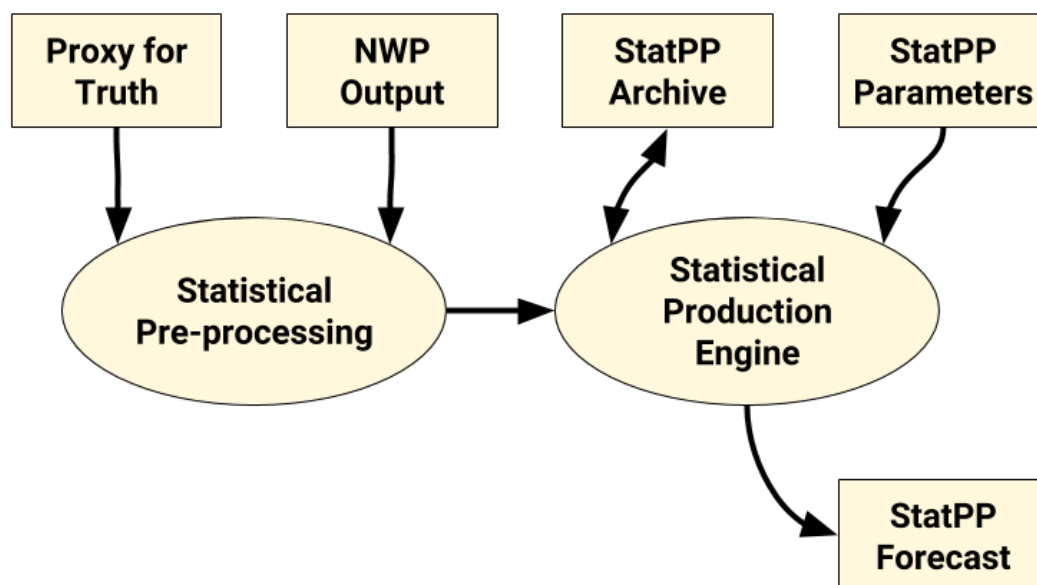 Proxy for
Truth
NWP
Output
StatPP
Archive
StatPP
Parameters
Statistical
Pre-processing
Statistical
Production
Engine
StatPP
Forecast